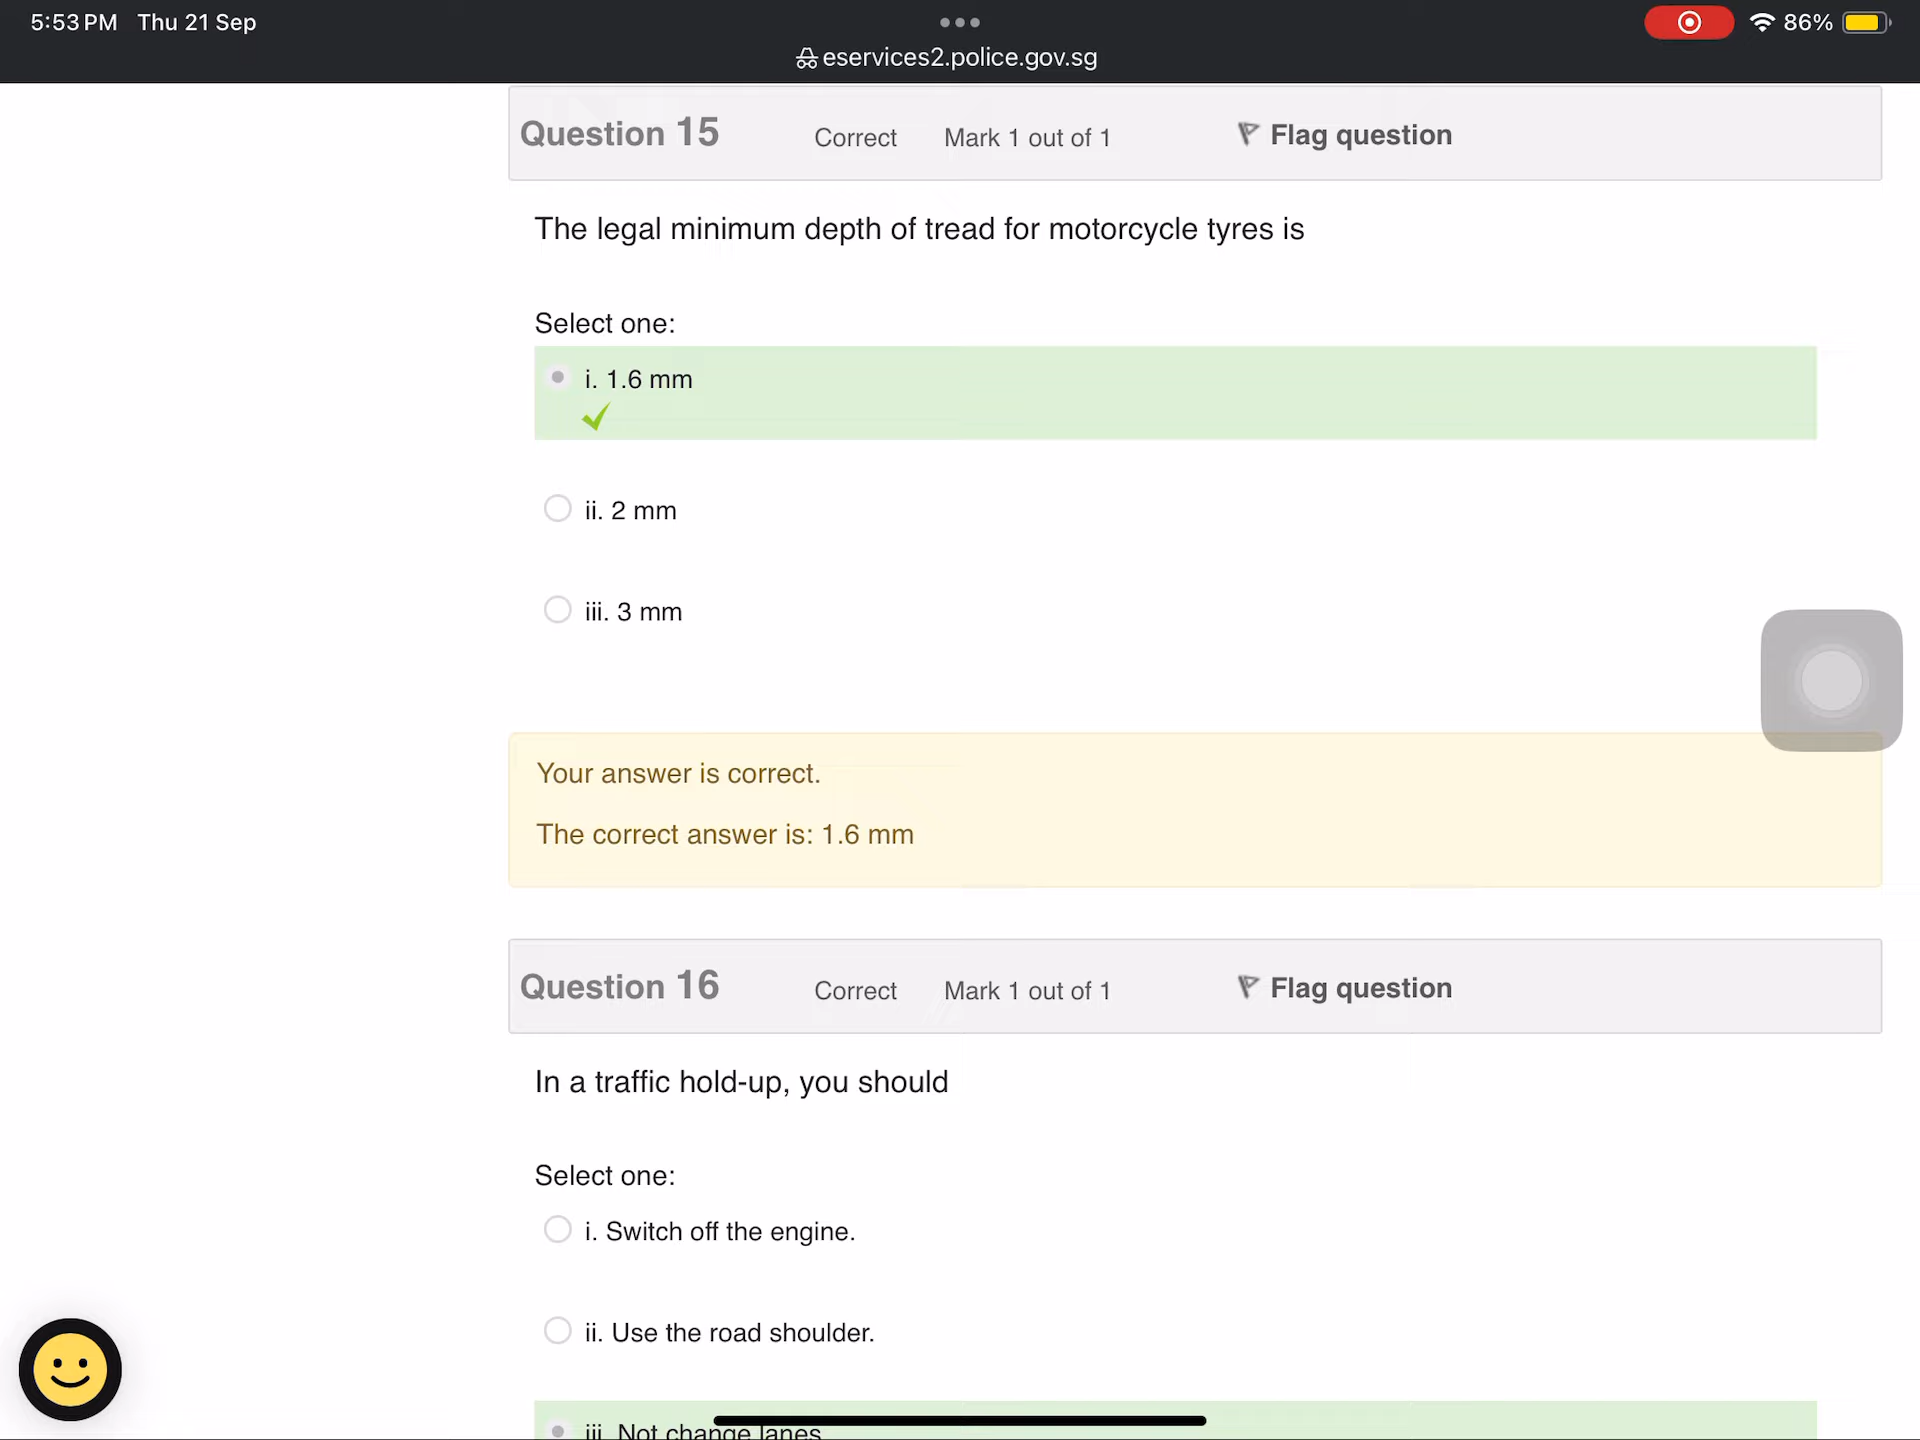 5:53 PM Thu 21 Sep
86%
eservices2.police.gov.sg
Question 15 Correct Mark 1 out of 1 Flag question
The legal minimum depth of tread for motorcycle tyres is
Select one:
i. 1.6 mm
ii. 2 mm
iii. 3 mm
Your answer is correct.
The correct answer is: 1.6 mm
Question 16 Correct Mark 1 out of 1 Flag question
In a traffic hold-up, you should
Select one:
i. Switch off the engine.
ii. Use the road shoulder.
iii. Not change lanes